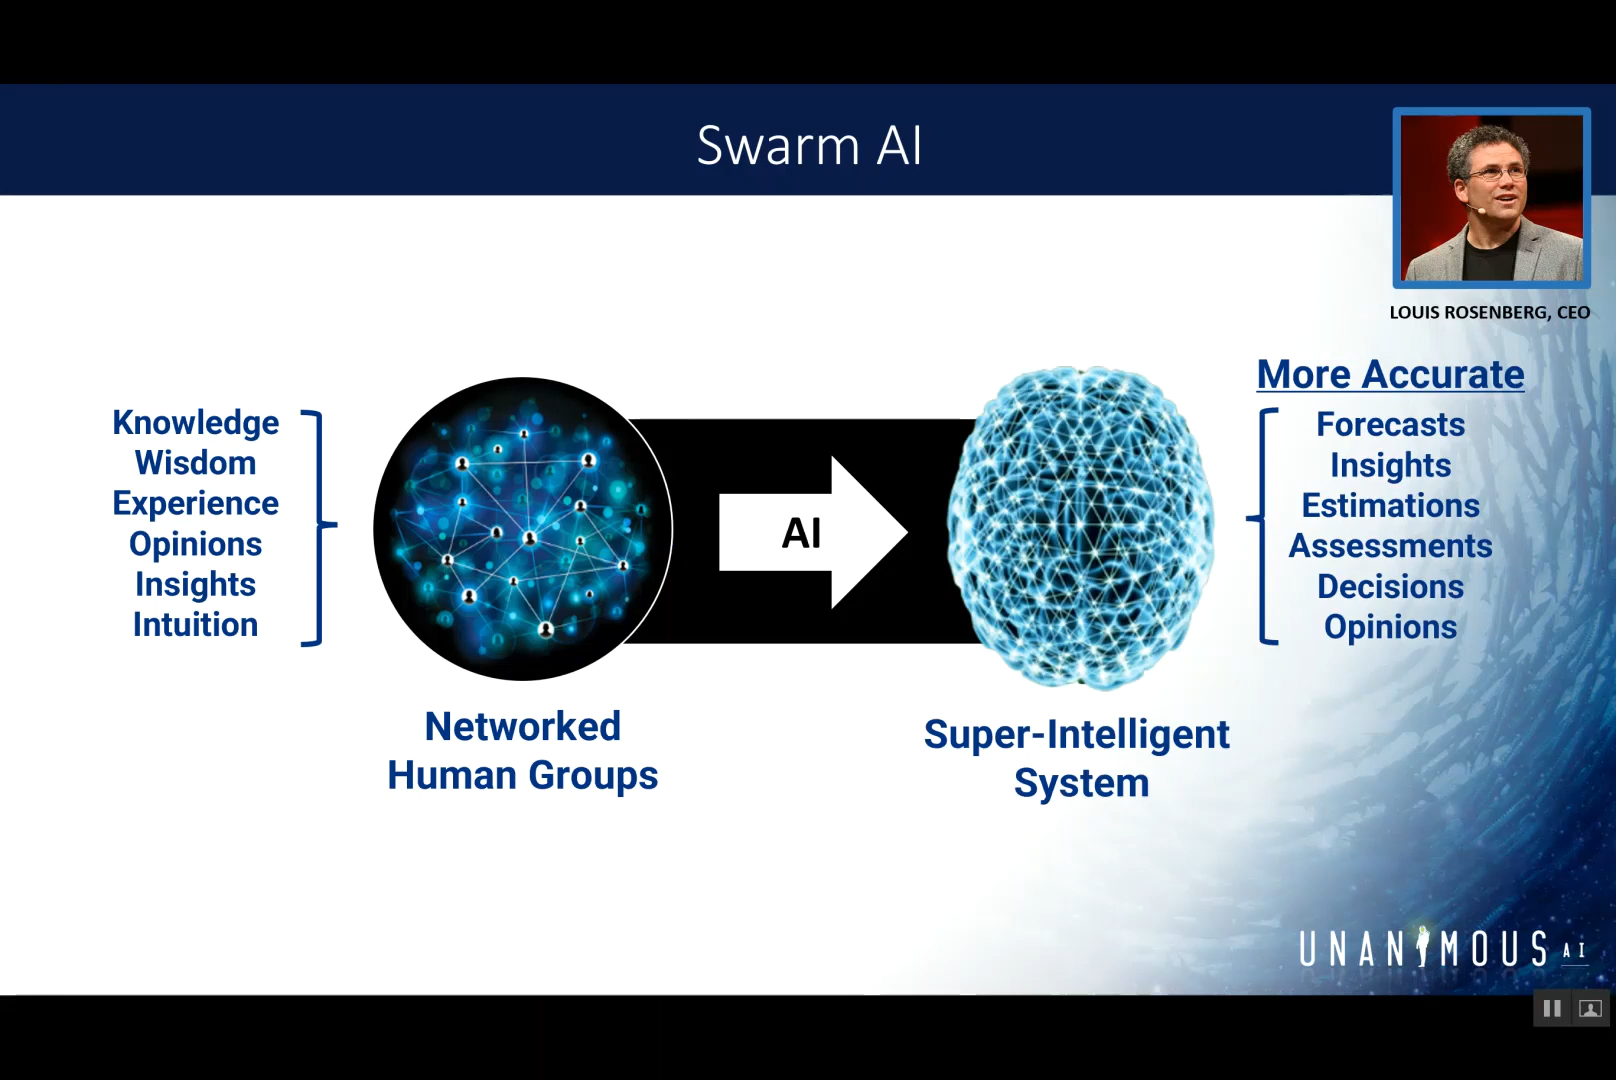 Swarm AI
LOUIS ROSENBERG, CEO
Knowledge
Wisdom
Experience
Opinions
Insights
Intuition
AI
More Accurate
Forecasts
Insights
Estimations
Assessments
Decisions
Opinions
Networked
Human Groups
Super-Intelligent
System
UNANIMOUS AI